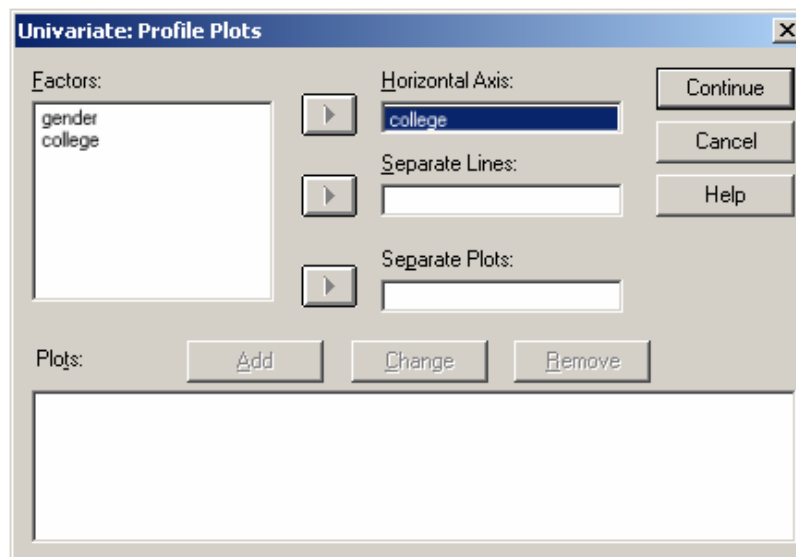 Univariate: Profile Plots
Factors:
gender
college
Horizontal Axis:
college
Separate Lines:
Separate Plots:
Continue
Cancel
Help
Plots:
Add
Change
Remove